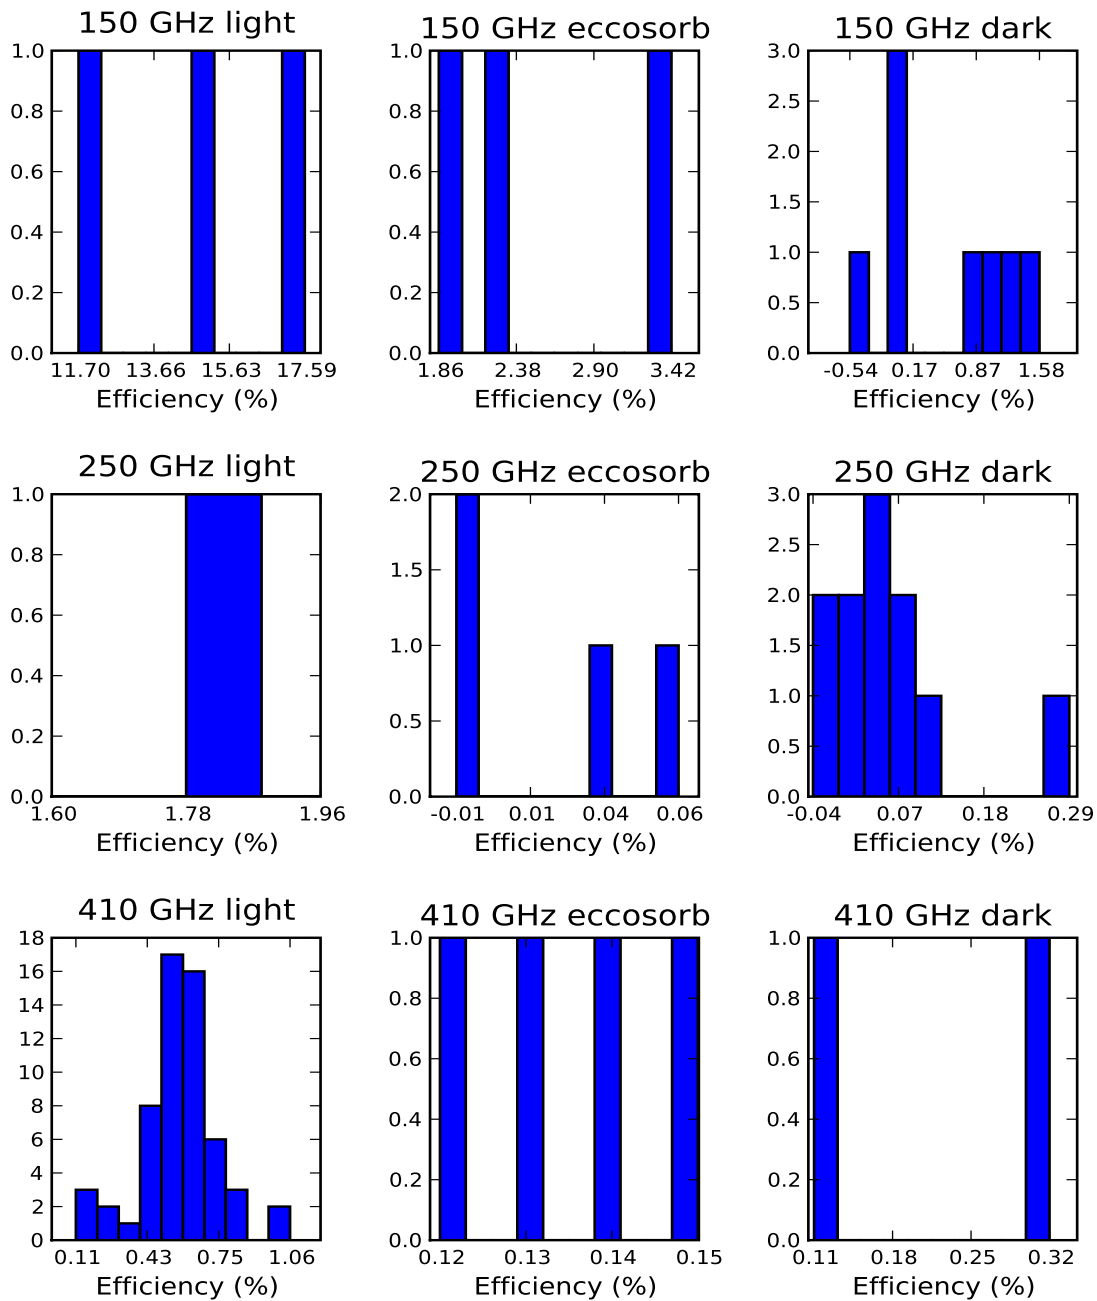 150 GHz light
1.0
0.8
0.6
0.4
0.2
0.0
11.70 13.66 15.63 17.59
Efficiency (%)
150 GHz eccosorb
1.0
0.8
0.6
0.4
0.2
0.0
1.86 2.38 2.90 3.42
Efficiency (%)
150 GHz dark
3.0
2.5
2.0
1.5
1.0
0.5
0.0
-0.54 0.17 0.87 1.58
Efficiency (%)
250 GHz light
1.0
0.8
0.6
0.4
0.2
0.0
1.60 1.78 1.96
Efficiency (%)
250 GHz eccosorb
2.0
1.5
1.0
0.5
0.0
-0.01 0.01 0.04 0.06
Efficiency (%)
250 GHz dark
3.0
2.5
2.0
1.5
1.0
0.5
0.0
-0.04 0.07 0.18 0.29
Efficiency (%)
410 GHz light
18
16
14
12
10
8
6
4
2
0
0.11 0.43 0.75 1.06
Efficiency (%)
410 GHz eccosorb
1.0
0.8
0.6
0.4
0.2
0.0
0.12 0.13 0.14 0.15
Efficiency (%)
410 GHz dark
1.0
0.8
0.6
0.4
0.2
0.0
0.11 0.18 0.25 0.32
Efficiency (%)